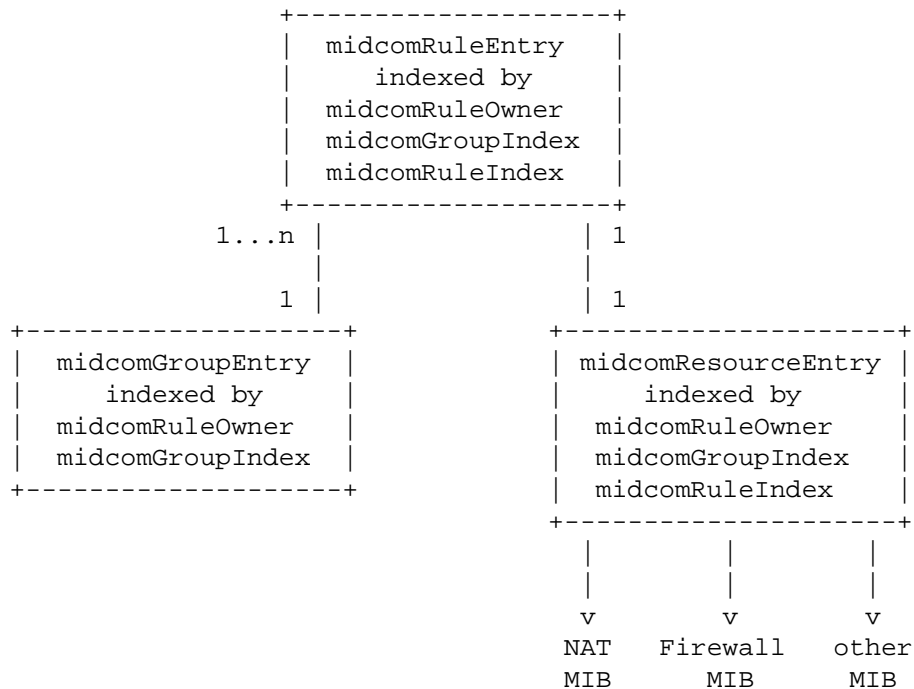 midcomRuleEntry
indexed by
midcomRuleOwner
midcomGroupIndex
midcomRuleIndex
1...n 1
1 1
midcomGroupEntry midcomResourceEntry
indexed by indexed by
midcomRuleOwner midcomRuleOwner
midcomGroupIndex midcomGroupIndex
midcomRuleIndex
v v v
NAT Firewall other
MIB MIB MIB